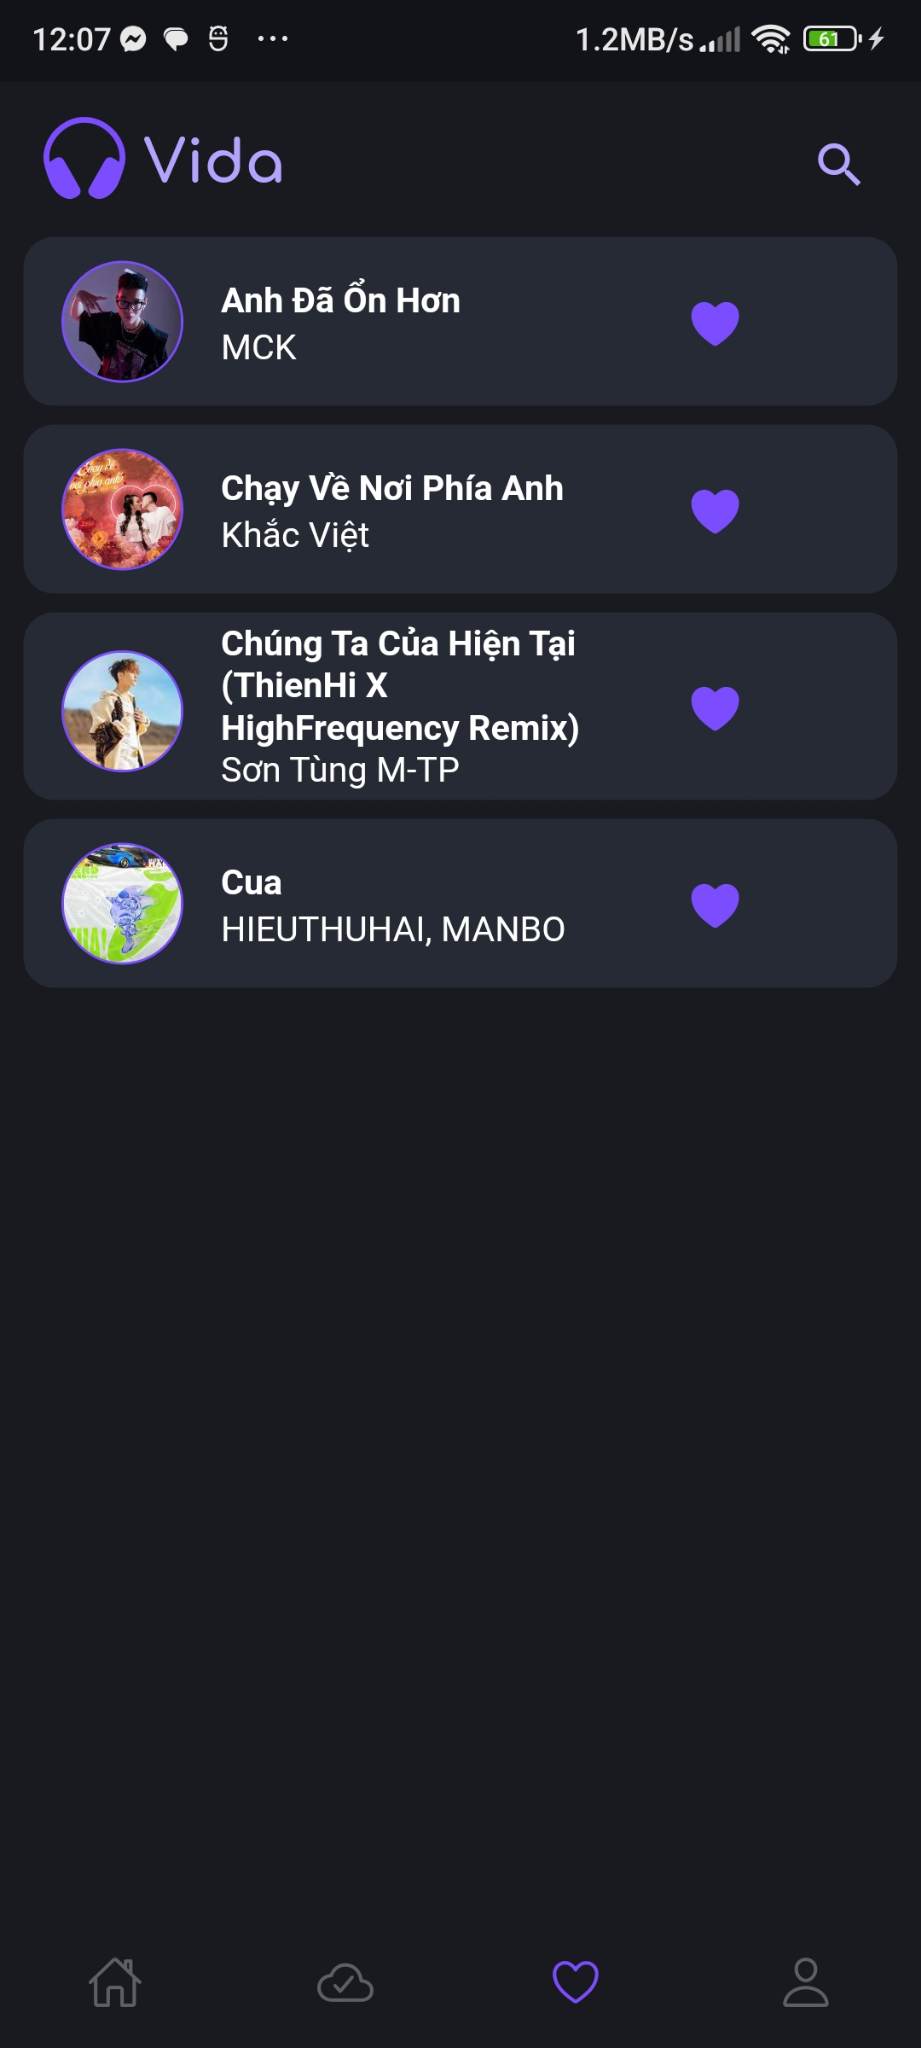 12:07
1.2MB/s
61
Vida
Anh Đã Ổn Hơn
MCK
Chạy Về Nơi Phía Anh
Khắc Việt
Chúng Ta Của Hiện Tại
(ThienHi X
HighFrequency Remix)
Sơn Tùng M-TP
Cua
HIEUTHUHAI, MANBO